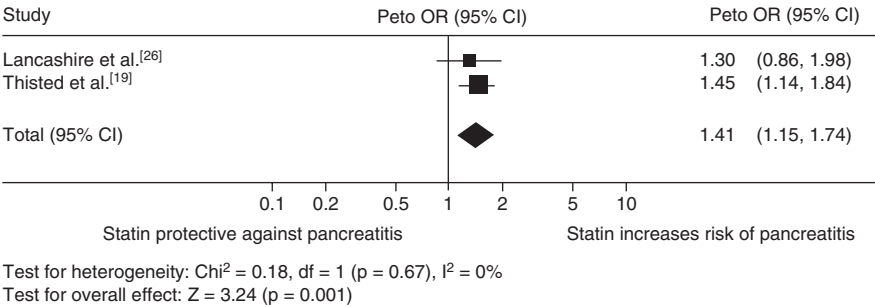 Study Peto OR (95% CI) Peto OR (95% CI)
Lancashire et al.[26] 1.30 (0.86, 1.98)
Thisted et al.[19] 1.45 (1.14, 1.84)
Total (95% CI) 1.41 (1.15, 1.74)
0.1 0.2 0.5 1 2 5 10
Statin protective against pancreatitis Statin increases risk of pancreatitis
Test for heterogeneity: Chi² = 0.18, df = 1 (p = 0.67), I² = 0%
Test for overall effect: Z = 3.24 (p = 0.001)